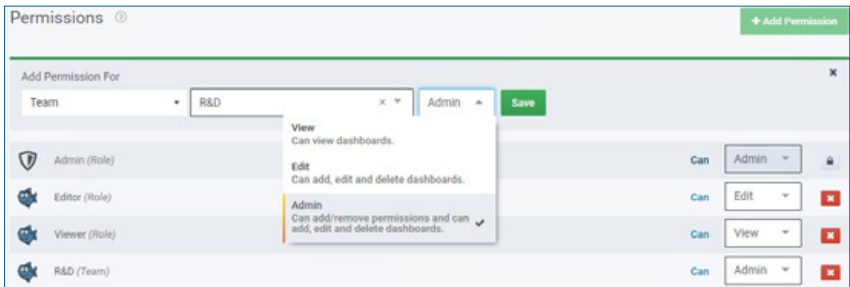 Permissions
+ Add Permission
Add Permission For
Team R&D Admin Save
View
Can view dashboards.
Edit
Can add, edit and delete dashboards.
Admin
Can add/remove permissions and can
add, edit and delete dashboards.
Admin (Role) Can Admin
Editor (Role) Can Edit
Viewer (Role) Can View
R&D (Team) Can Admin